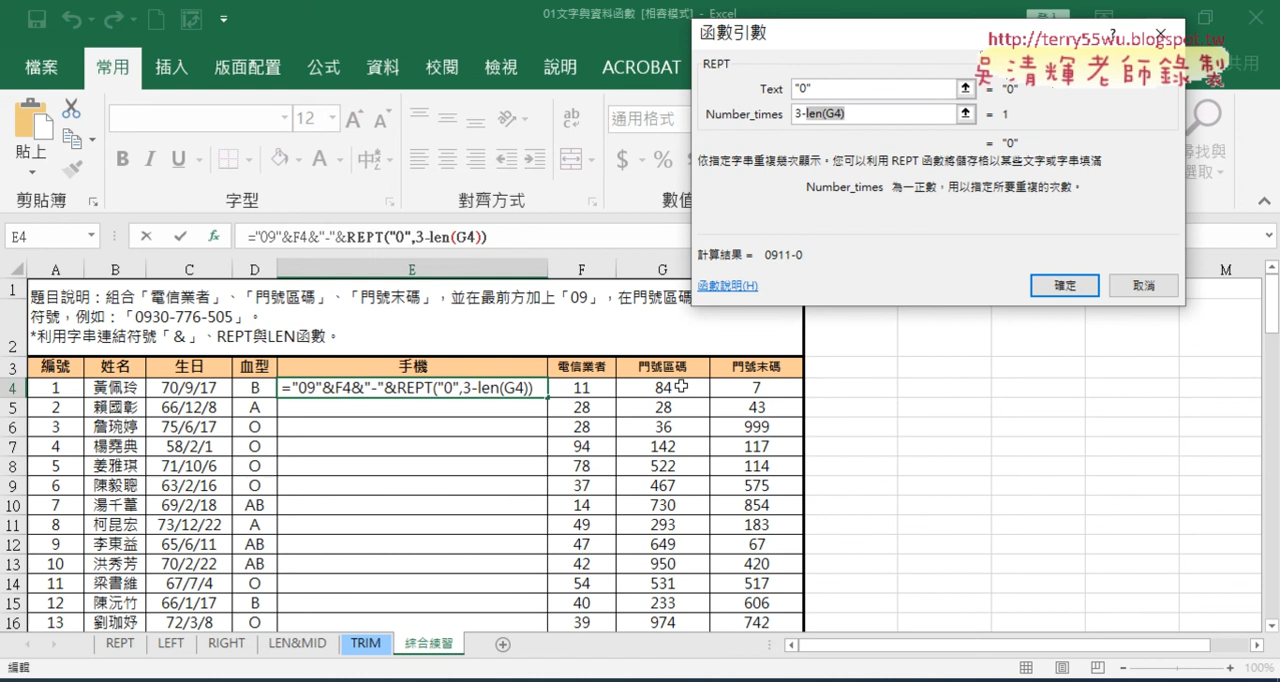 01文字與資料函數 [相容模式] - Excel
檔案 常用 插入 版面配置 公式 資料 校閱 檢視 說明 ACROBAT
共用
http://terry55wu.blogspot.tw
吳清輝老師錄製
函數引數
?
REPT
Text "0" = "0"
Number_times 3-len(G4) = 1
= "0"
依指定字串重複幾次顯示。您可以利用 REPT 函數將儲存格以某些文字或字串填滿
Number_times 為一正數，用以指定所要重複的次數。
計算結果 = 0911-0
函數說明(H)
確定 取消
貼上
12
B I U A 中
通用格式
$ %
尋找與
選取
剪貼簿 字型 對齊方式 數值
E4 fx ="09"&F4&"-"&REPT("0",3-len(G4))
A B C D E F G M
1 題目說明：組合「電信業者」、「門號區碼」、「門號末碼」，並在最前方加上「09」，在門號區碼
符號，例如：「0930-776-505」。
2 *利用字串連結符號「&」、REPT與LEN函數。
3 編號 姓名 生日 血型 手機 電信業者 門號區碼 門號末碼
4 1 黃佩玲 70/9/17 B ="09"&F4&"-"&REPT("0",3-len(G4)) 11 84 7
5 2 賴國彰 66/12/8 A 28 28 43
6 3 詹琬婷 75/6/17 O 28 36 999
7 4 楊堯典 58/2/1 O 94 142 117
8 5 姜雅琪 71/10/6 O 78 522 114
9 6 陳毅聰 63/2/16 O 37 467 575
10 7 湯千蕙 69/2/18 AB 14 730 854
11 8 柯昆宏 73/12/22 A 49 293 183
12 9 李東益 65/6/11 AB 47 649 67
13 10 洪秀芳 70/2/22 AB 42 950 420
14 11 梁書維 67/7/4 O 54 531 517
15 12 陳沅竹 66/1/17 B 40 233 606
16 13 劉珈妤 72/3/8 O 39 974 742
REPT LEFT RIGHT LEN&MID TRIM 綜合練習
編輯
100%